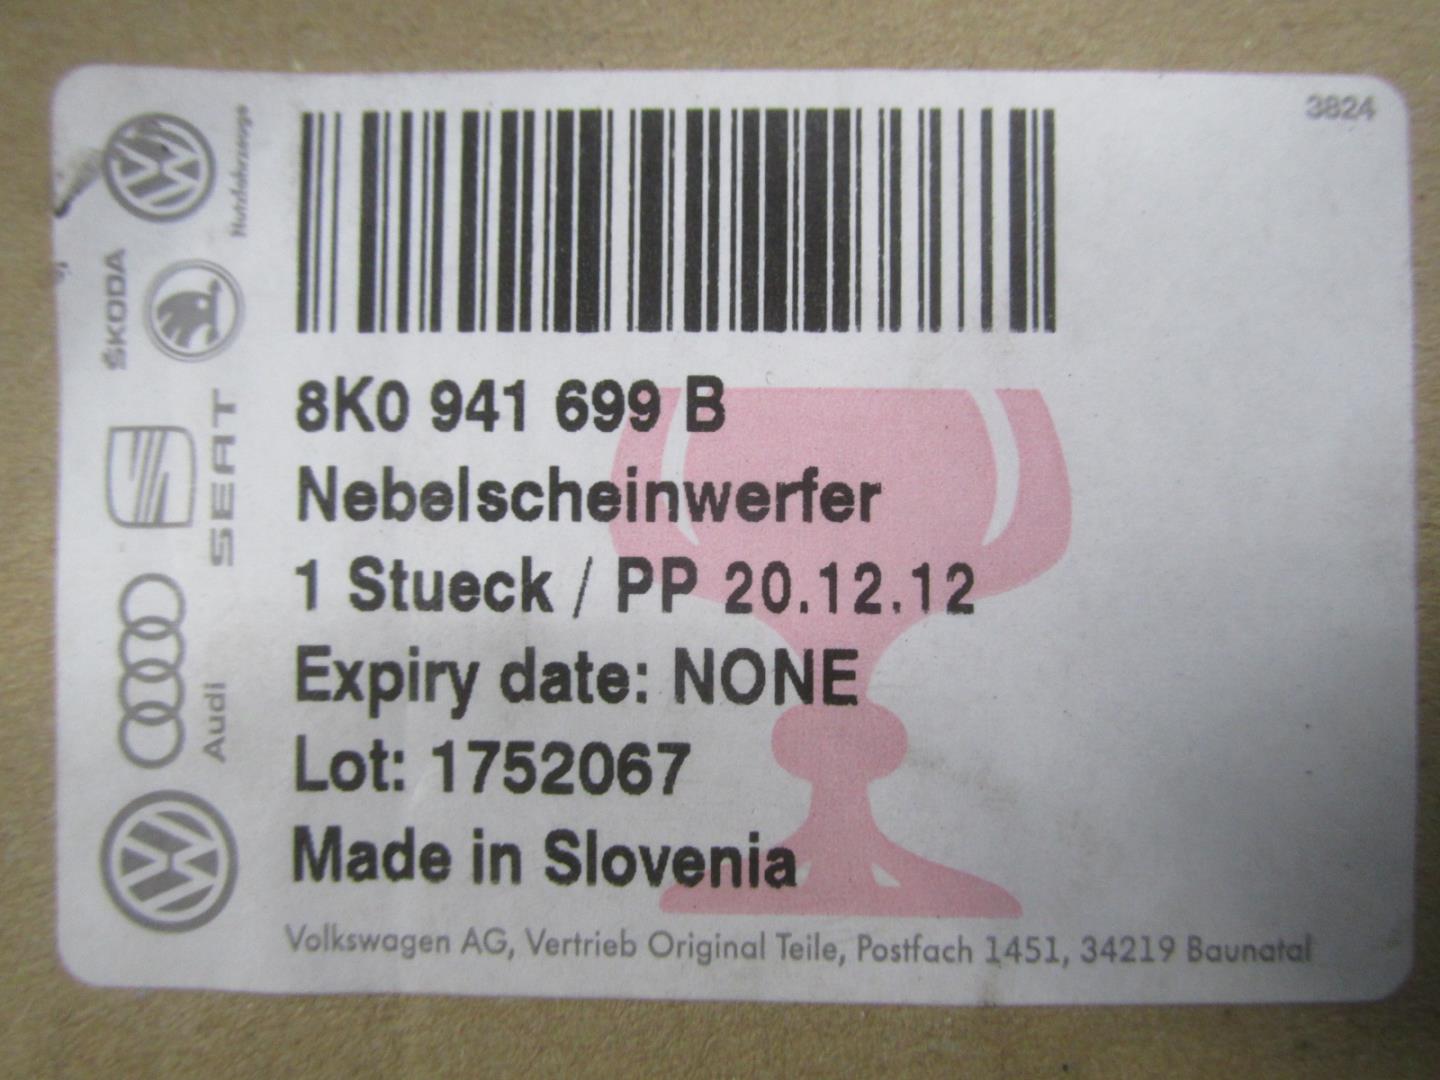 3824
Nutzfahrzeuge
ŠKODA
SEAT
Audi
8K0 941 699 B
Nebelscheinwerfer
1 Stueck / PP 20.12.12
Expiry date: NONE
Lot: 1752067
Made in Slovenia
Volkswagen AG, Vertrieb Original Teile, Postfach 1451, 34219 Baunatal